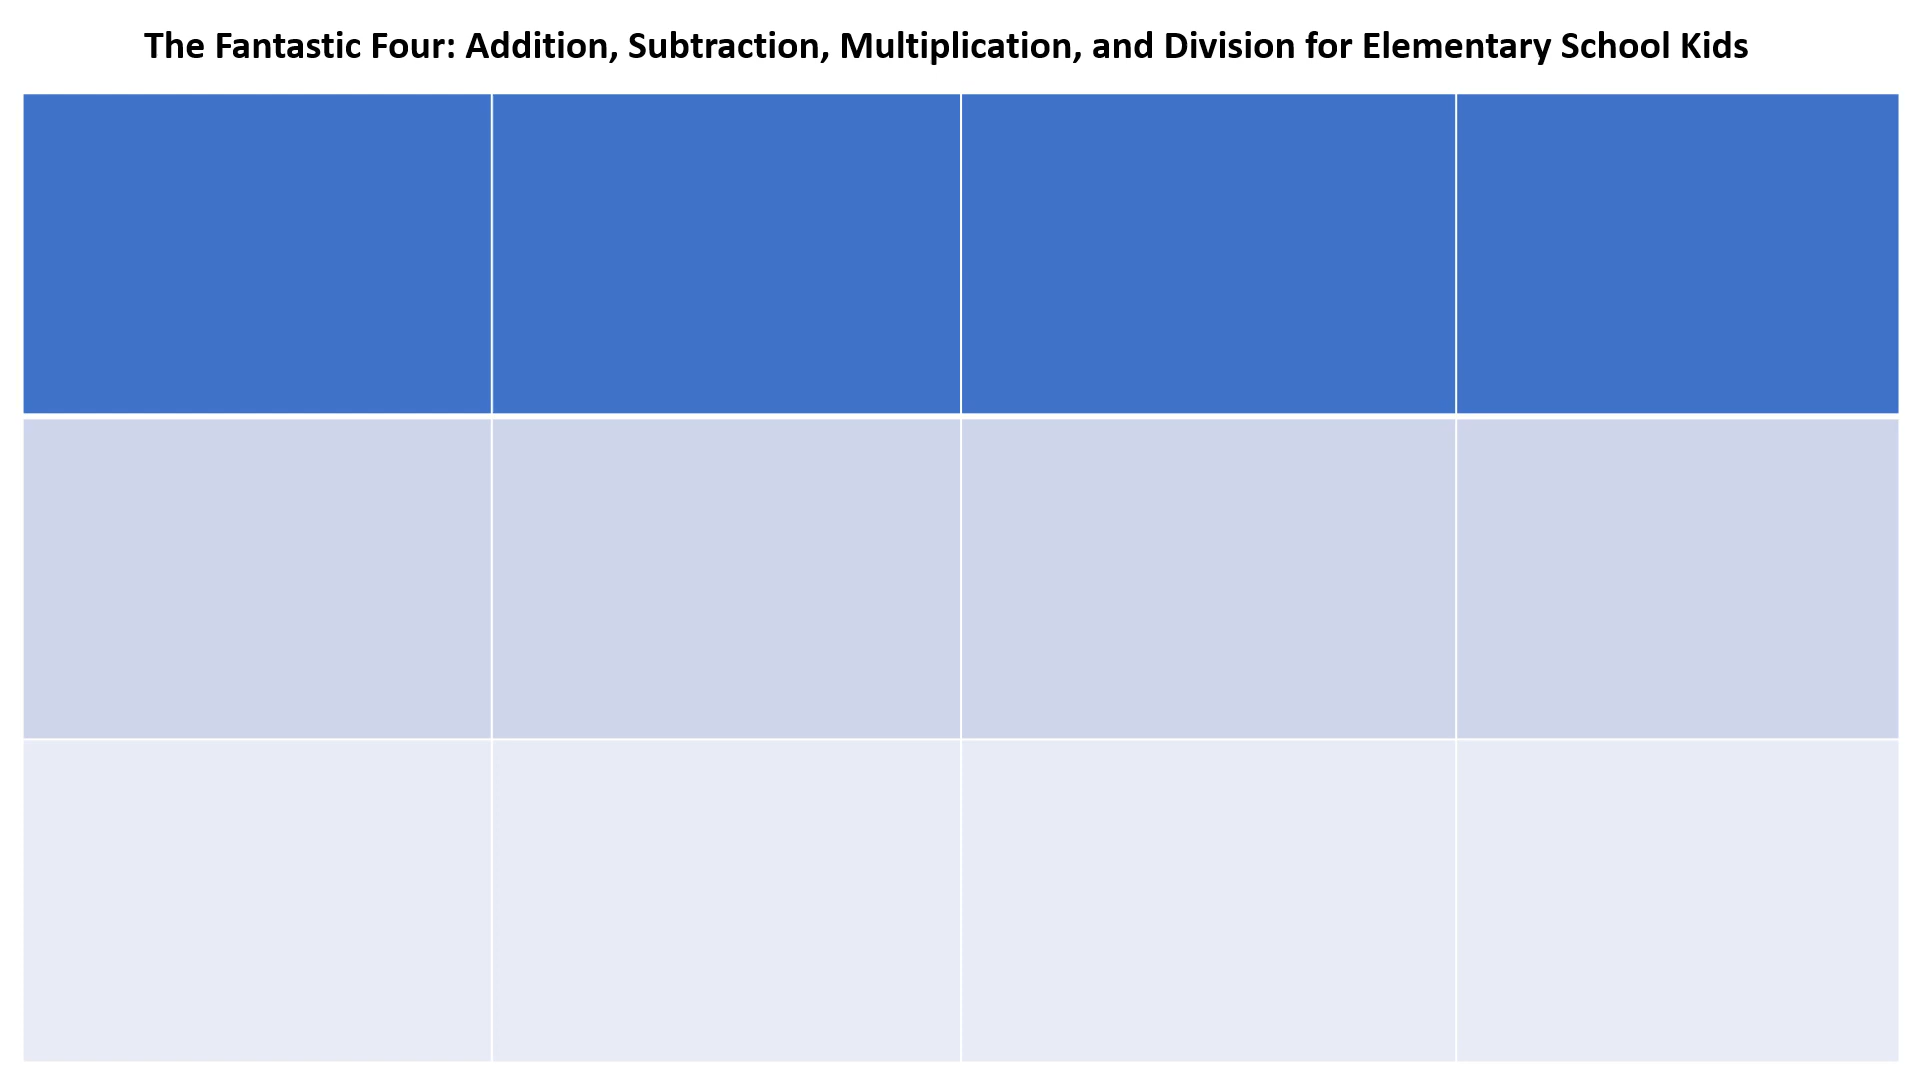 The Fantastic Four: Addition, Subtraction, Multiplication, and Division for Elementary School Kids